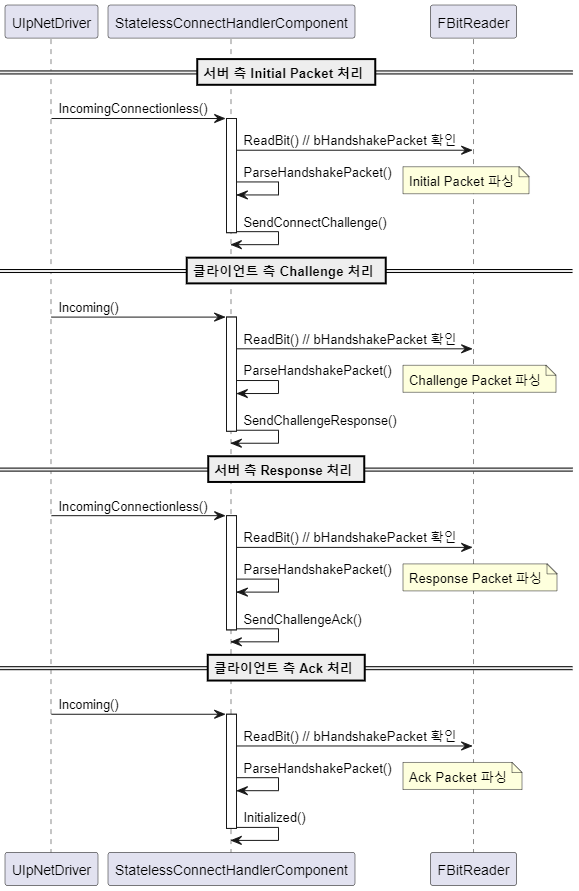 UIpNetDriver StatelessConnectHandlerComponent FBitReader
서버 측 Initial Packet 처리
IncomingConnectionless()
ReadBit() // bHandshakePacket 확인
ParseHandshakePacket() Initial Packet 파싱
SendConnectChallenge()
클라이언트 측 Challenge 처리
Incoming()
ReadBit() // bHandshakePacket 확인
ParseHandshakePacket() Challenge Packet 파싱
SendChallengeResponse()
서버 측 Response 처리
IncomingConnectionless()
ReadBit() // bHandshakePacket 확인
ParseHandshakePacket() Response Packet 파싱
SendChallengeAck()
클라이언트 측 Ack 처리
Incoming()
ReadBit() // bHandshakePacket 확인
ParseHandshakePacket() Ack Packet 파싱
Initialized()
UIpNetDriver StatelessConnectHandlerComponent FBitReader